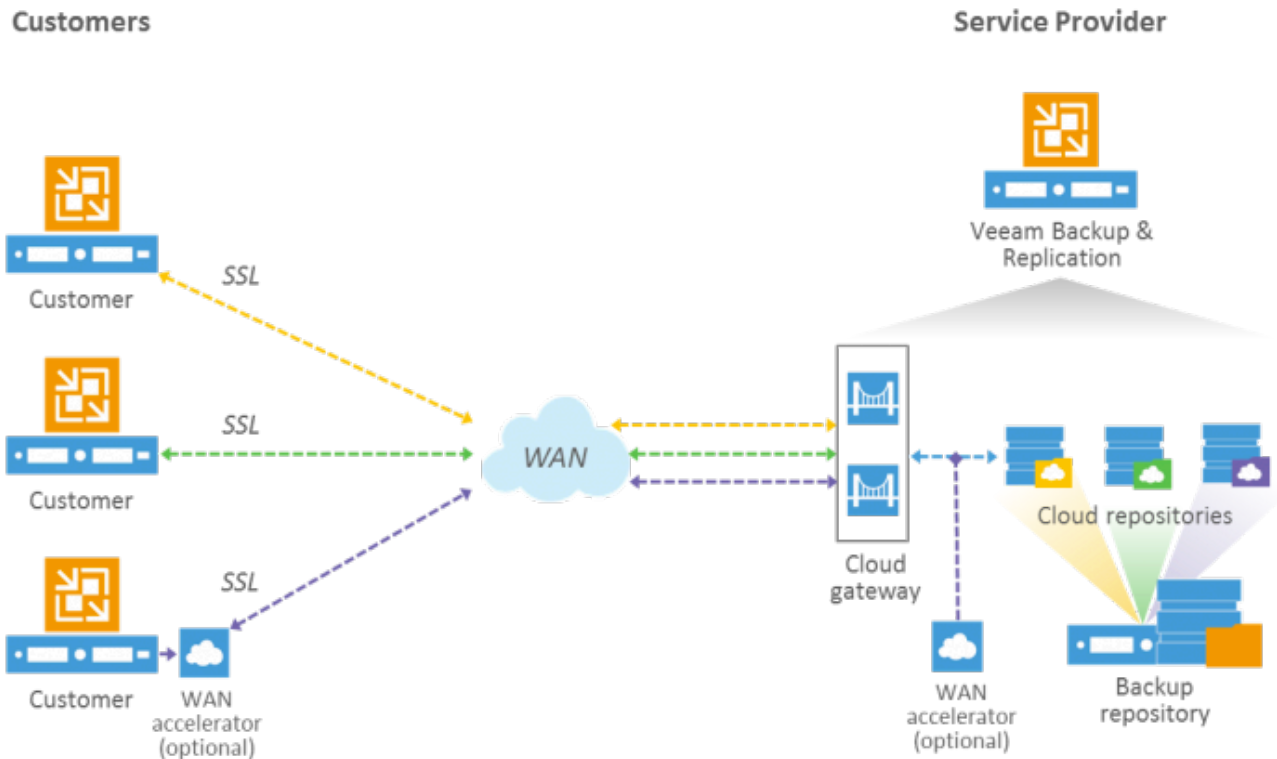 Customers
Service Provider
Veeam Backup &
Replication
SSL
Customer
SSL
Customer
SSL
Customer
WAN
accelerator
(optional)
WAN
Cloud
gateway
WAN
accelerator
(optional)
Cloud repositories
Backup
repository